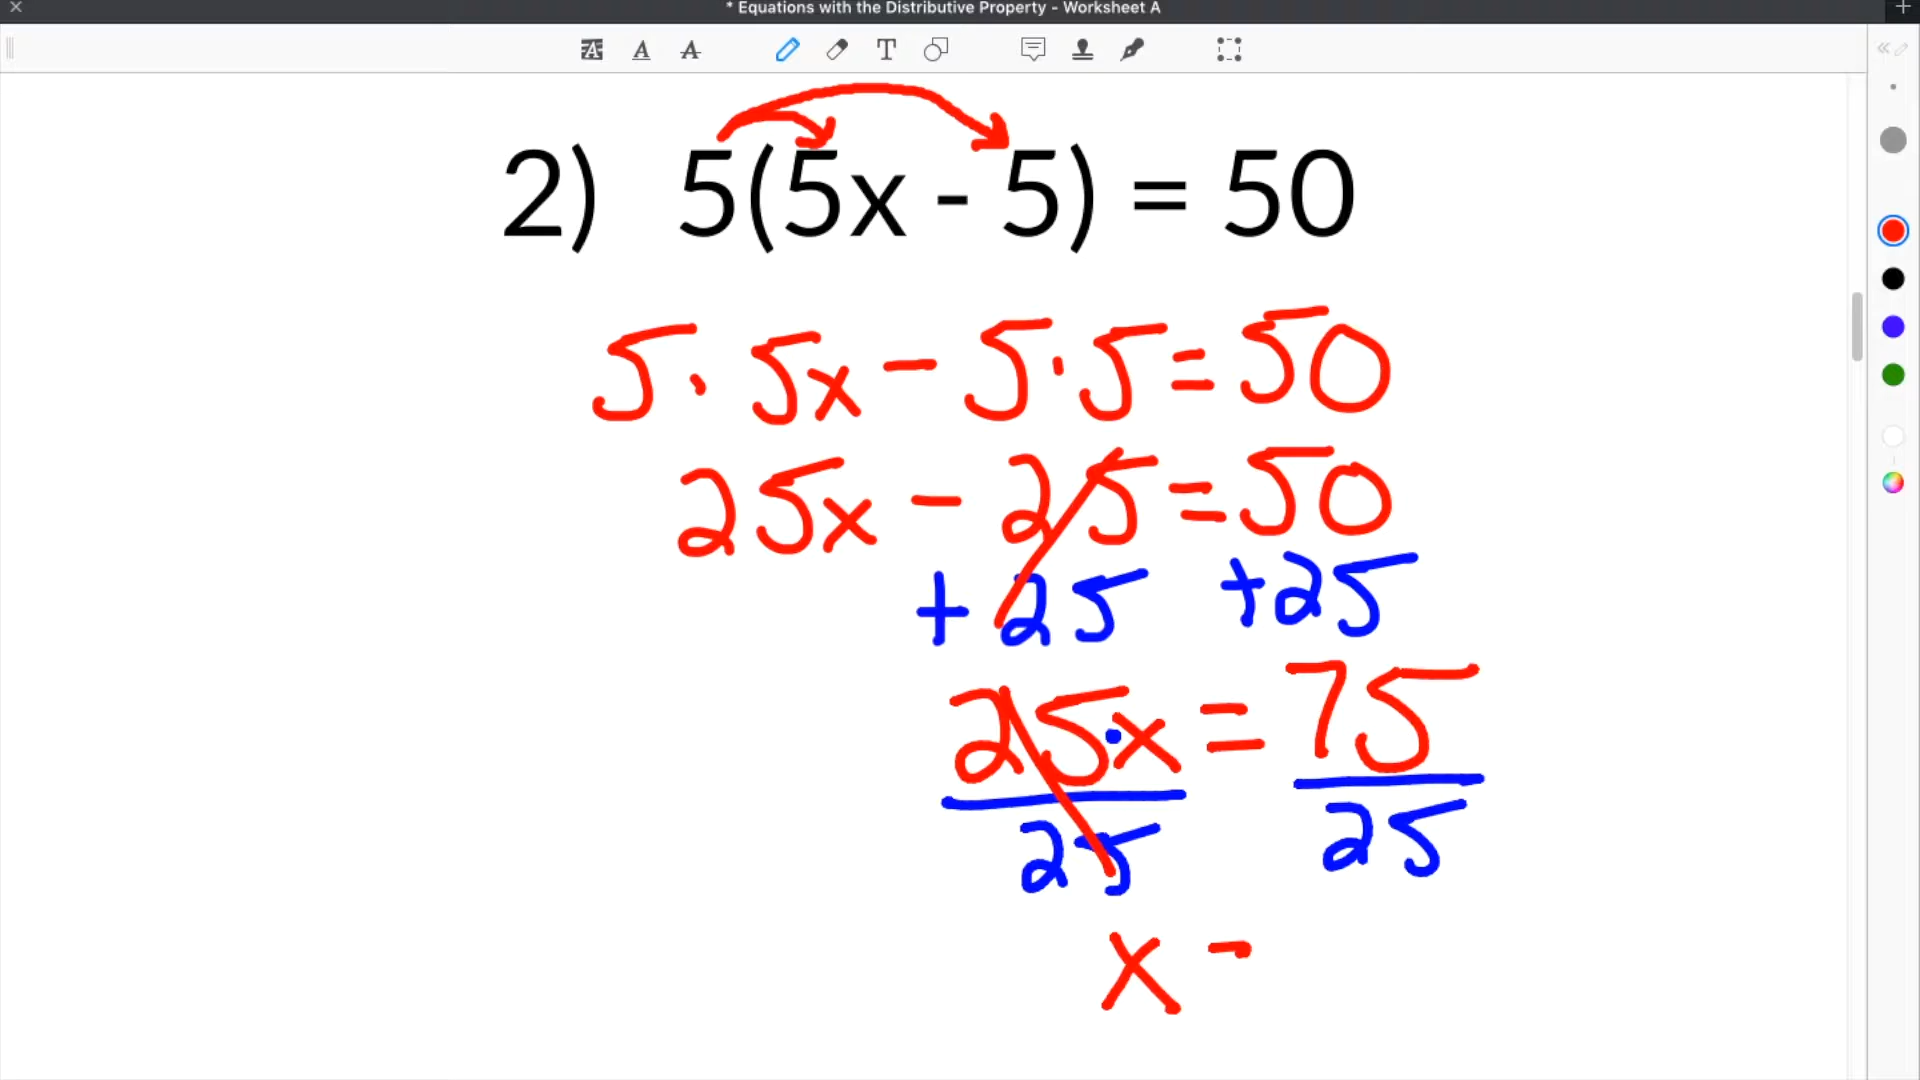 * Equations with the Distributive Property - Worksheet A
2) 5(5x - 5) = 50
5 · 5x - 5 · 5 = 50
25x - 25 = 50
+ 25 +25
25·x = 75
25 25
x -